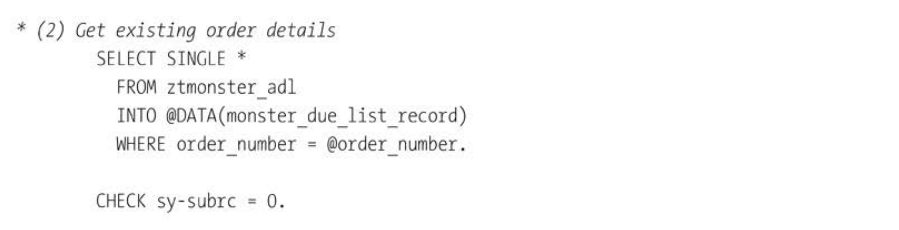 * (2) Get existing order details
SELECT SINGLE *
FROM ztmonster_adl
INTO @DATA(monster_due_list_record)
WHERE order_number = @order_number.
CHECK sy-subrc = 0.